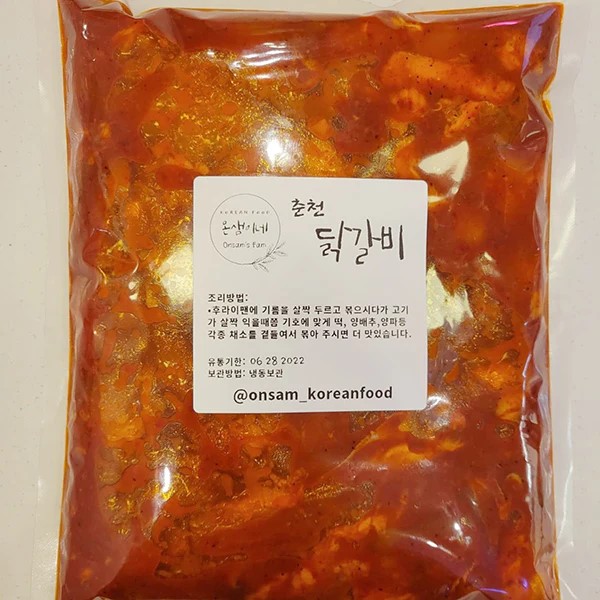 KOREAN Food
온샘이네
Onsam's Fam
춘천
닭갈비
조리방법:
•후라이팬에 기름을 살짝 두르고 볶으시다가 고기
가 살짝 익을때쯤 기호에 맞게 떡, 양배추,양파등
각종 채소를 곁들여서 볶아 주시면 더 맛있습니다.
유통기한: 06 28 2022
보관방법: 냉동보관
@onsam_koreanfood